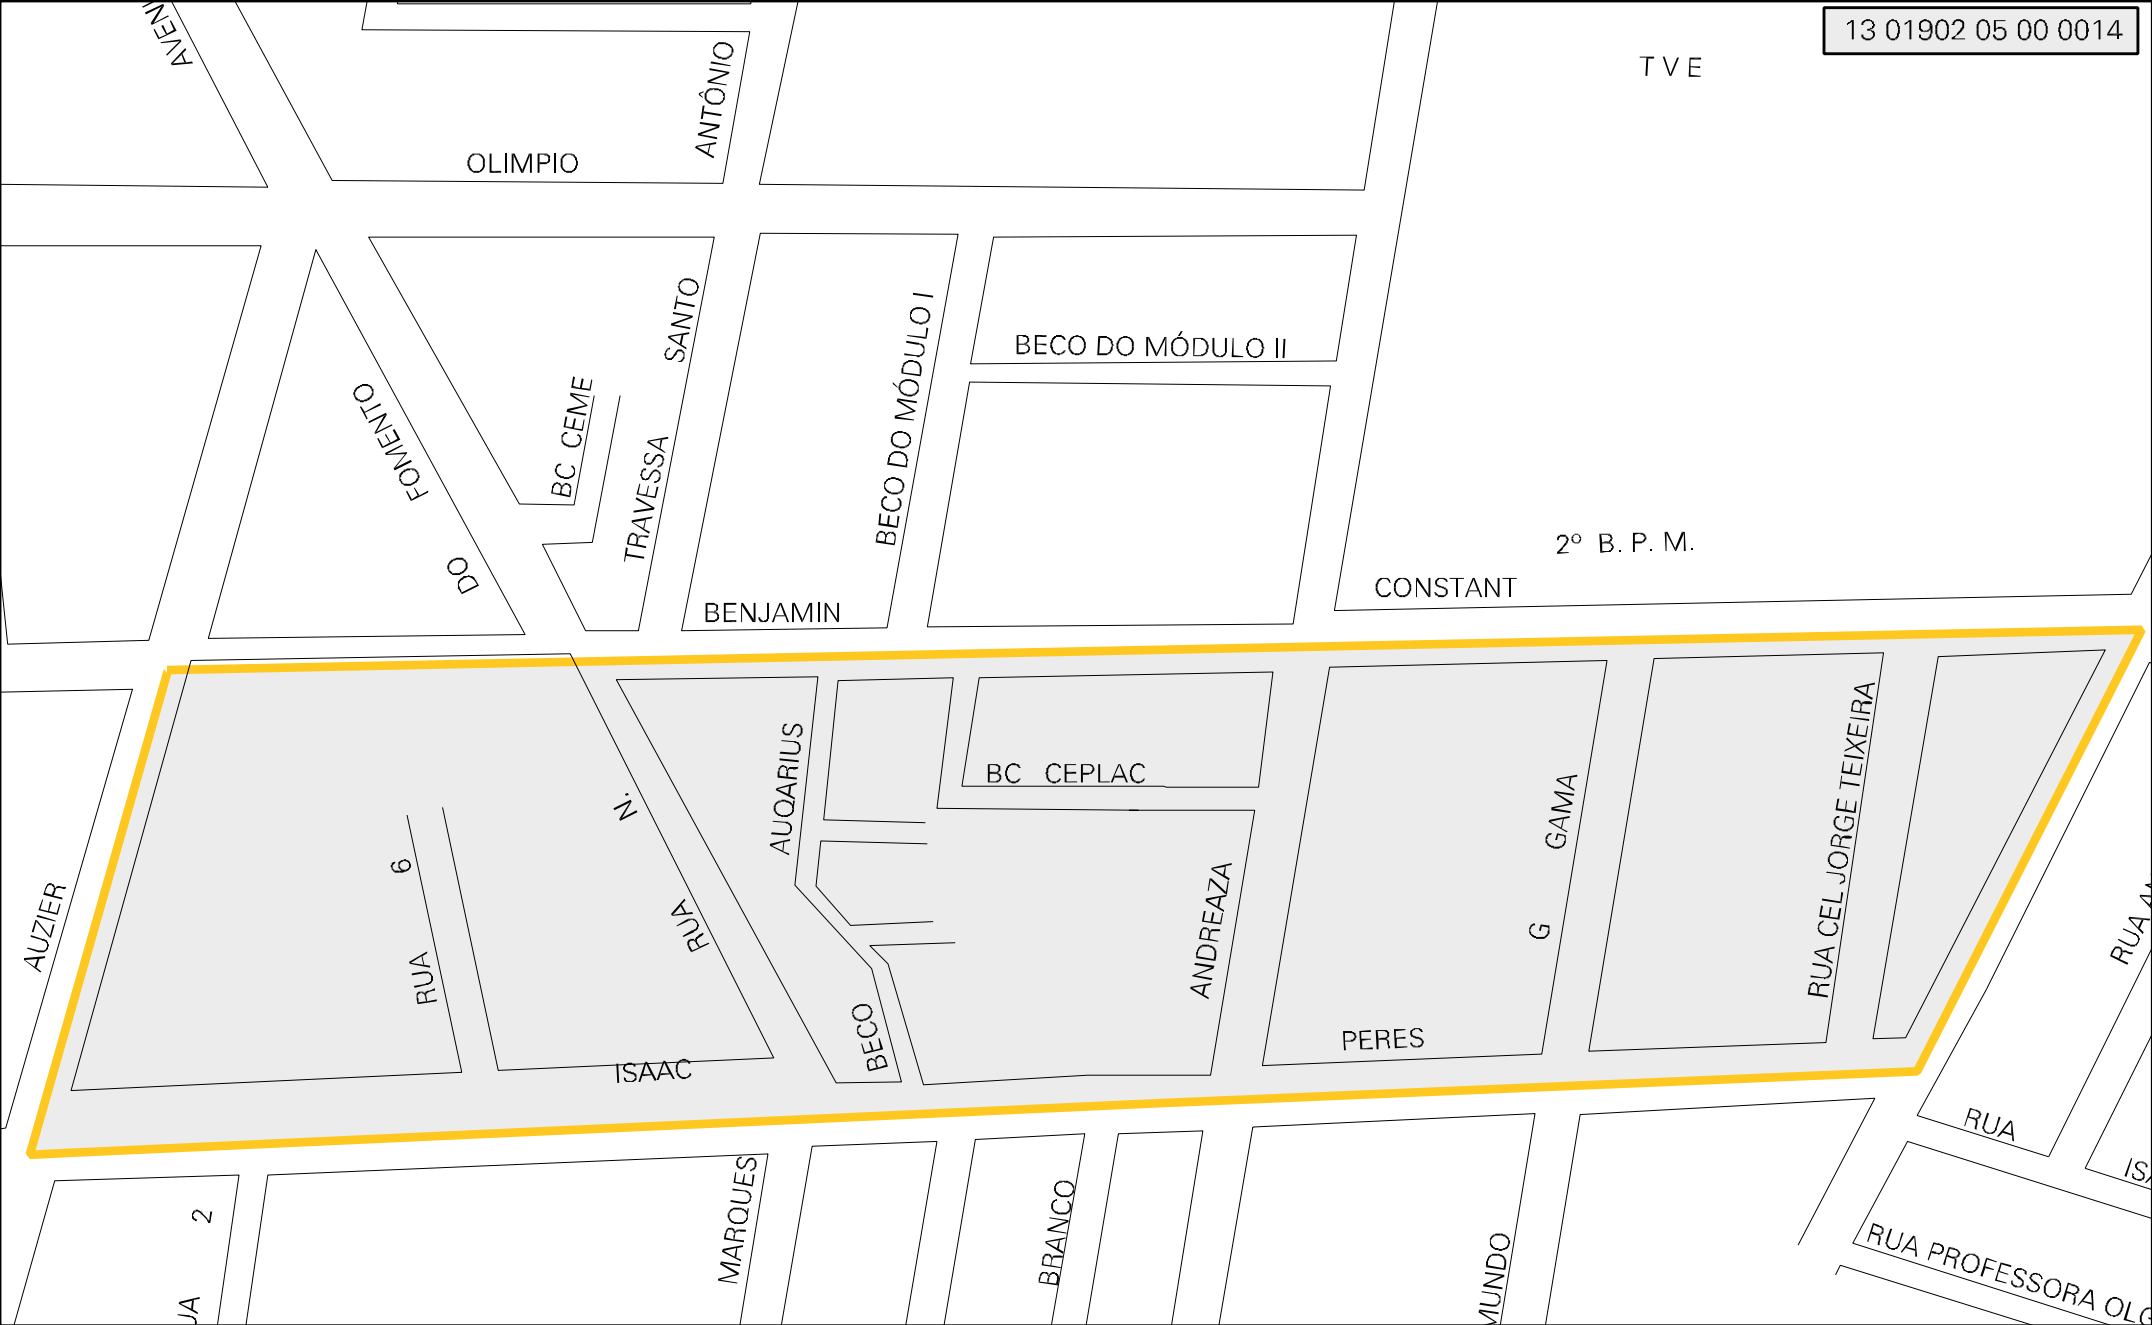 13 01902 05 00 0014
T V E
ANTÔNIO
OLIMPIO
SANTO
BECO DO MÓDULO I
BECO DO MÓDULO II
BC CEME
FOMENTO
TRAVESSA
DO
2º B. P. M.
CONSTANT
BENJAMIN
AUQARIUS
BC CEPLAC
N.
GAMA
RUA CEL JORGE TEIXEIRA
6
AUZIER
RUA
ANDREAZA
G
RUA
RUA
BECO
PERES
ISAAC
RUA
2
MARQUES
BRANCO
RUA PROFESSORA